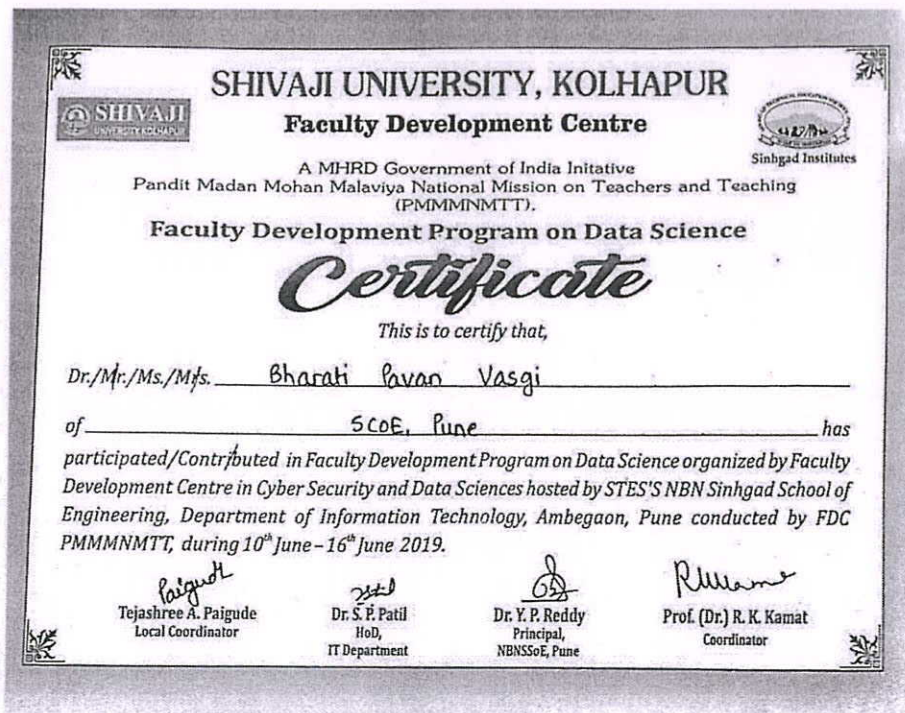 SHIVAJI UNIVERSITY, KOLHAPUR
SHIVAJI
UNIVERSITY KOLHAPUR
Faculty Development Centre
Sinhgad Institutes
A MHRD Government of India Initative
Pandit Madan Mohan Malaviya National Mission on Teachers and Teaching
(PMMMNMTT).
Faculty Development Program on Data Science
Certificate
This is to certify that,
Dr./Mr./Ms./Mrs. Bharati Pavan Vasgi
of SCOE, Pune has
participated/Contributed in Faculty Development Program on Data Science organized by Faculty
Development Centre in Cyber Security and Data Sciences hosted by STES'S NBN Sinhgad School of
Engineering, Department of Information Technology, Ambegaon, Pune conducted by FDC
PMMMNMTT, during 10th June - 16th June 2019.
Paigude
Tejashree A. Paigude
Local Coordinator
Dr. S. P. Patil
HoD,
IT Department
Dr. Y. P. Reddy
Principal,
NBNSSoE, Pune
Prof. (Dr.) R. K. Kamat
Coordinator